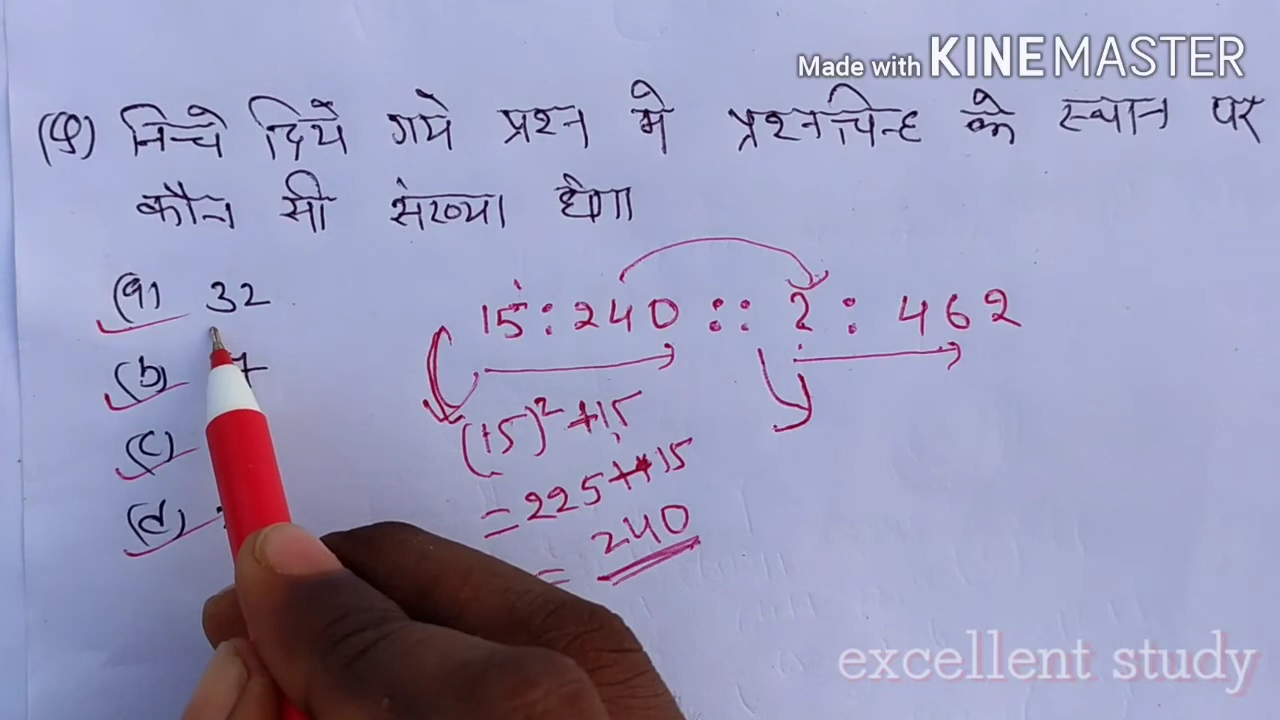 Made with KINEMASTER
(Q) निच्चे दिये गये प्रश्न मे प्रश्नचिन्ह के स्थान पर
कौन सी संख्या होगा
(a) 32
15 : 240 :: ? : 462
(b) 7
(15)² + 15
(c)
= 225 + 15
(d)
240
=
excellent study